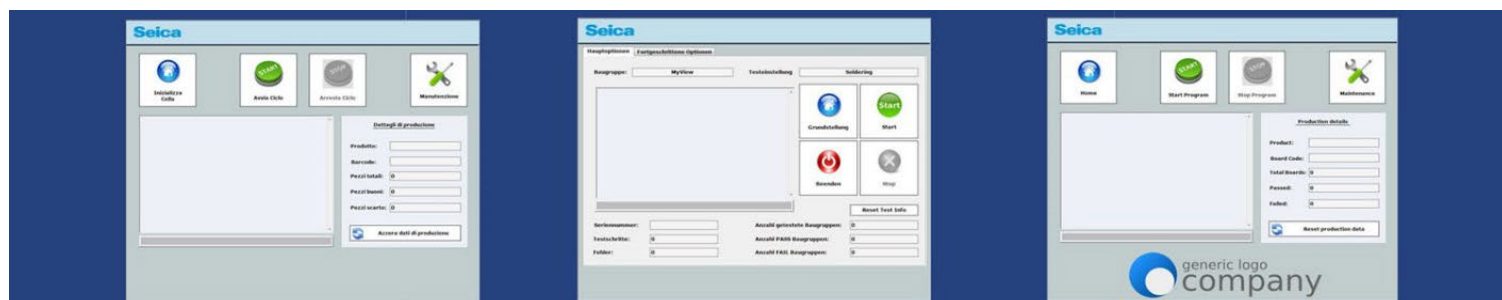 Seica
Inizializza
Cella
Avvio Ciclo
Arresto Ciclo
Manutenzione
Dettagli di produzione
Prodotto:
Barcode:
Pezzi totali: 0
Pezzi buoni: 0
Pezzi scarto: 0
Azzera dati di produzione
Seica
Hauptoptionen Fortgeschrittene Optionen
Baugruppe: MyView Testeinstellung Soldering
Grundstellung
Start
Start
Beenden
Stop
Reset Test Info
Seriennummer: Anzahl getestete Baugruppen: 0
Testschritte: 0 Anzahl PASS Baugruppen: 0
Fehler: 0 Anzahl FAIL Baugruppen: 0
Seica
Home
START
Start Program
STOP
Stop Program
Maintenance
Production details
Product:
Board Code:
Total Boards: 0
Passed: 0
Failed: 0
Reset production data
generic logo
company